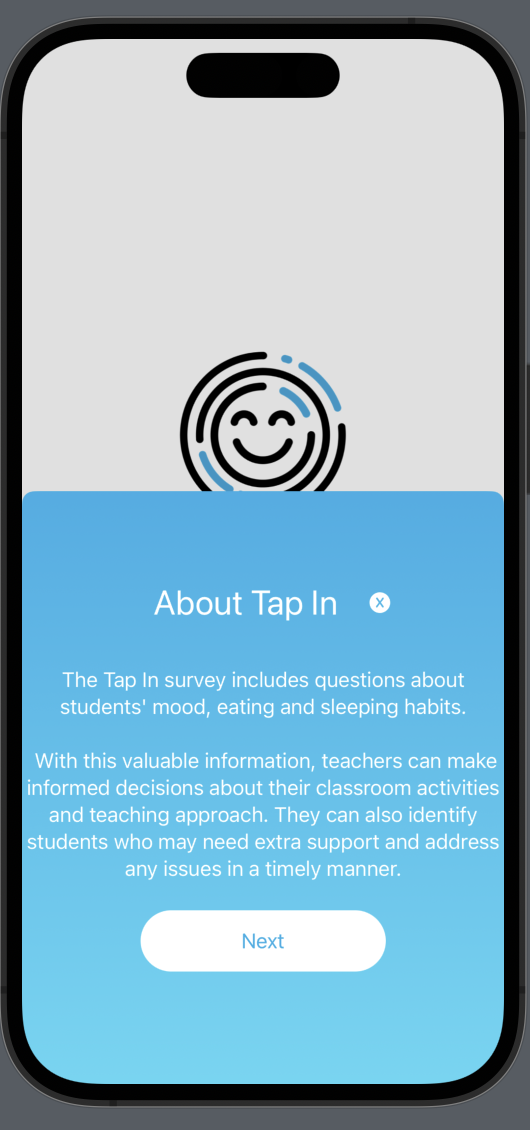 About Tap In
X
The Tap In survey includes questions about
students' mood, eating and sleeping habits.
With this valuable information, teachers can make
informed decisions about their classroom activities
and teaching approach. They can also identify
students who may need extra support and address
any issues in a timely manner.
Next